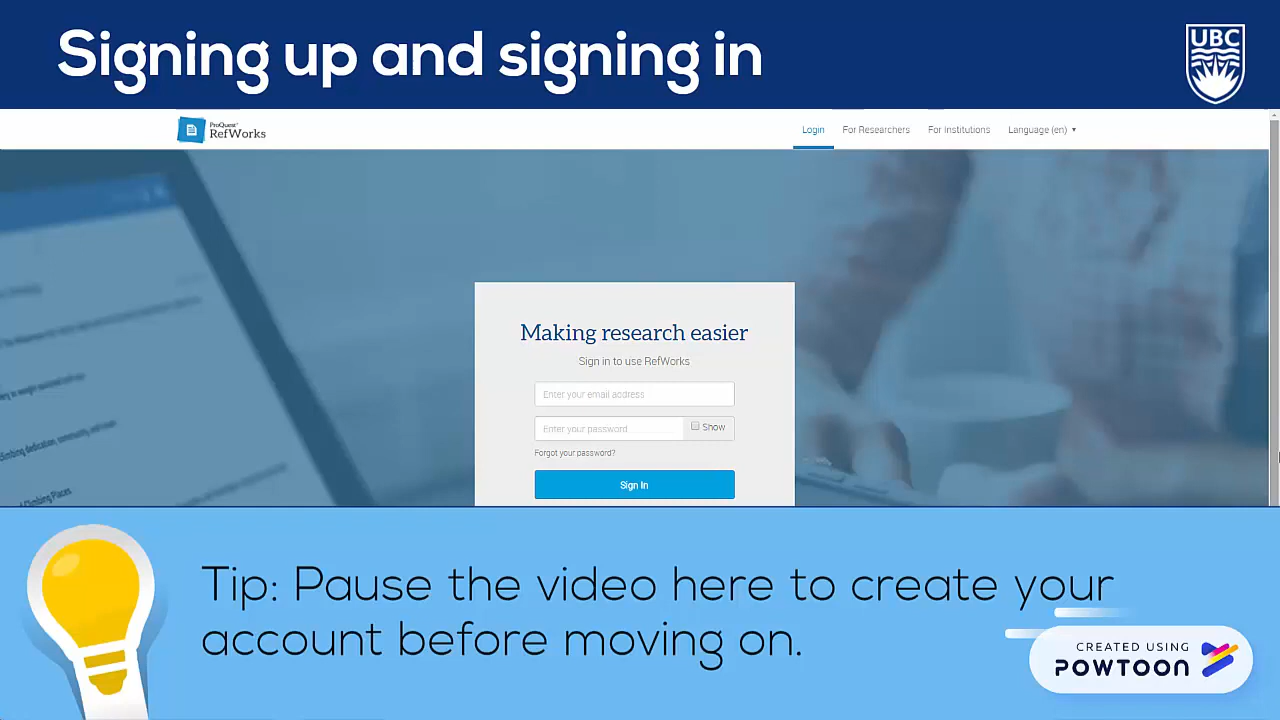 Signing up and signing in
UBC
ProQuest
RefWorks
Login For Researchers For Institutions Language (en)
Making research easier
Sign in to use RefWorks
Enter your email address
Enter your password Show
Forgot your password?
Sign In
Tip: Pause the video here to create your
account before moving on.
CREATED USING
POWTOON